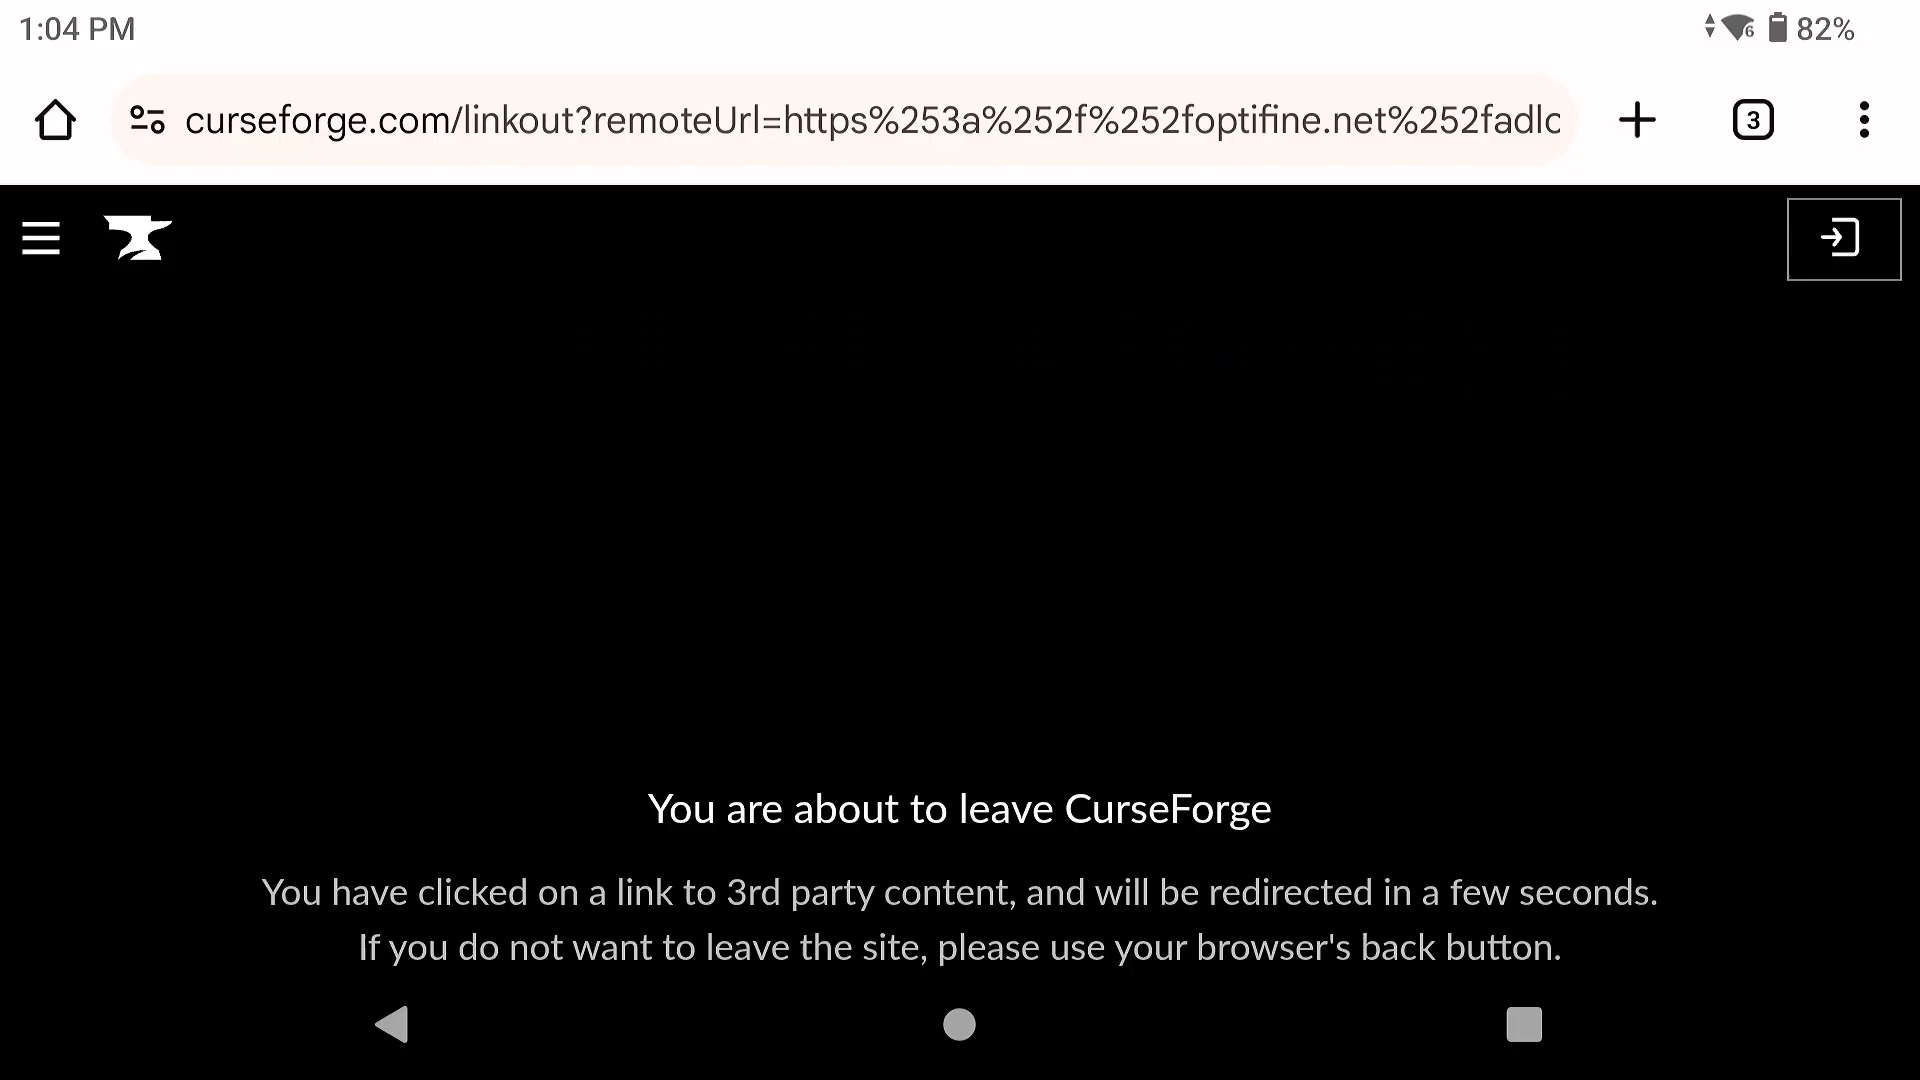 1:04 PM
6 82%
curseforge.com/linkout?remoteUrl=https%253a%252f%252foptifine.net%252fadlc
3
You are about to leave CurseForge
You have clicked on a link to 3rd party content, and will be redirected in a few seconds.
If you do not want to leave the site, please use your browser's back button.